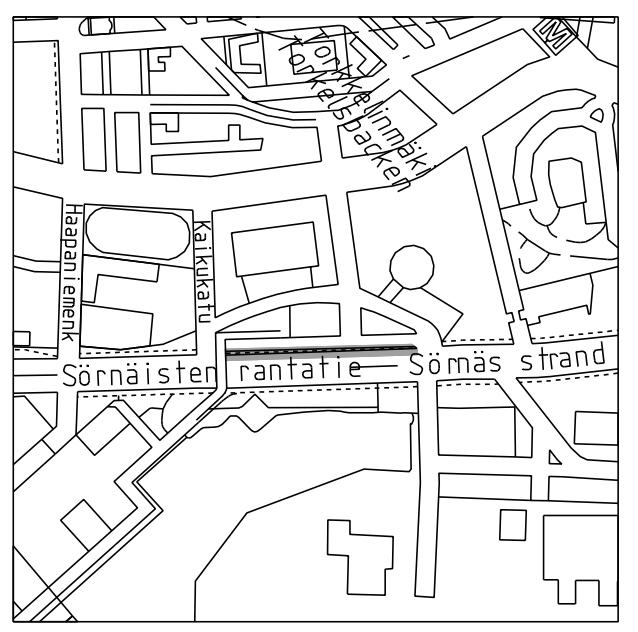 M
Torkkelinmäki
Torkelsbacken
Haapaniemenk
Kaikukatu
Sörnäisten rantatie — Sörnäs strand